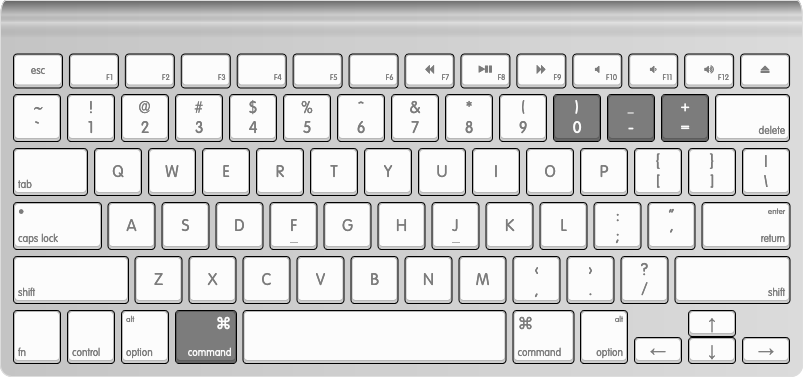 esc F1 F2 F3 F4 F5 F6 F7 F8 F9 F10 F11 F12
~ ! @ # $ % ^ & * ( ) _ +
` 1 2 3 4 5 6 7 8 9 0 - = delete
tab Q W E R T Y U I O P { [ } ] | \
caps lock A S D F G H J K L : ; " ' enter return
shift Z X C V B N M < , > . ? / shift
fn control alt option ⌘ command ⌘ command alt option ← ↑ ↓ →